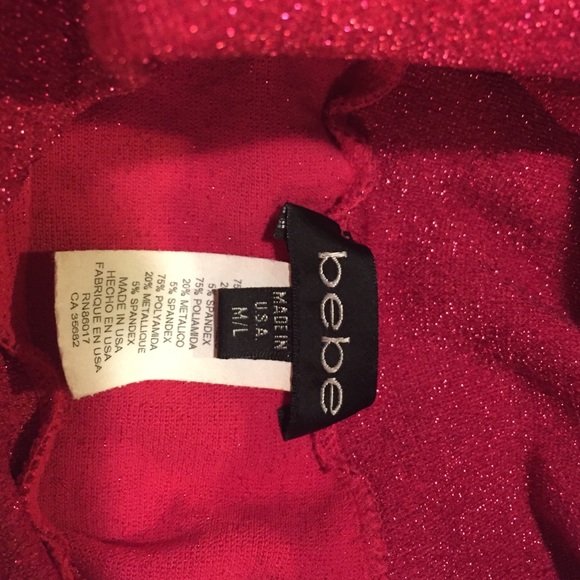 bebe
MADE IN
U.S.A.
M/L
5% SPANDEX
75% POLIAMIDA
20% METALICO
5% SPANDEX
75% POLYAMIDA
20% METALLIQUE
5% SPANDEX
MADE IN USA
HECHO EN USA
FABRIQUE EN USA
RN86017
CA 35682